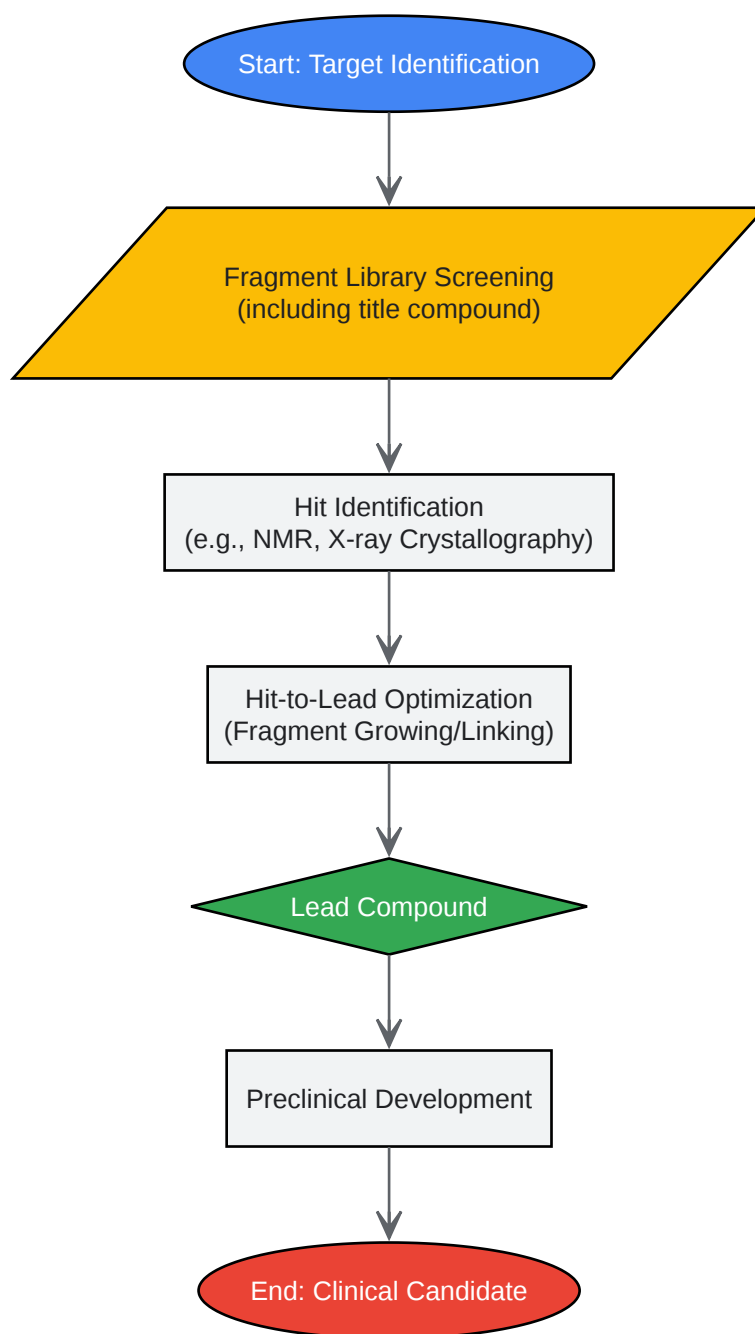 Start: Target Identification
Fragment Library Screening
(including title compound)
Hit Identification
(e.g., NMR, X-ray Crystallography)
Hit-to-Lead Optimization
(Fragment Growing/Linking)
Lead Compound
Preclinical Development
End: Clinical Candidate